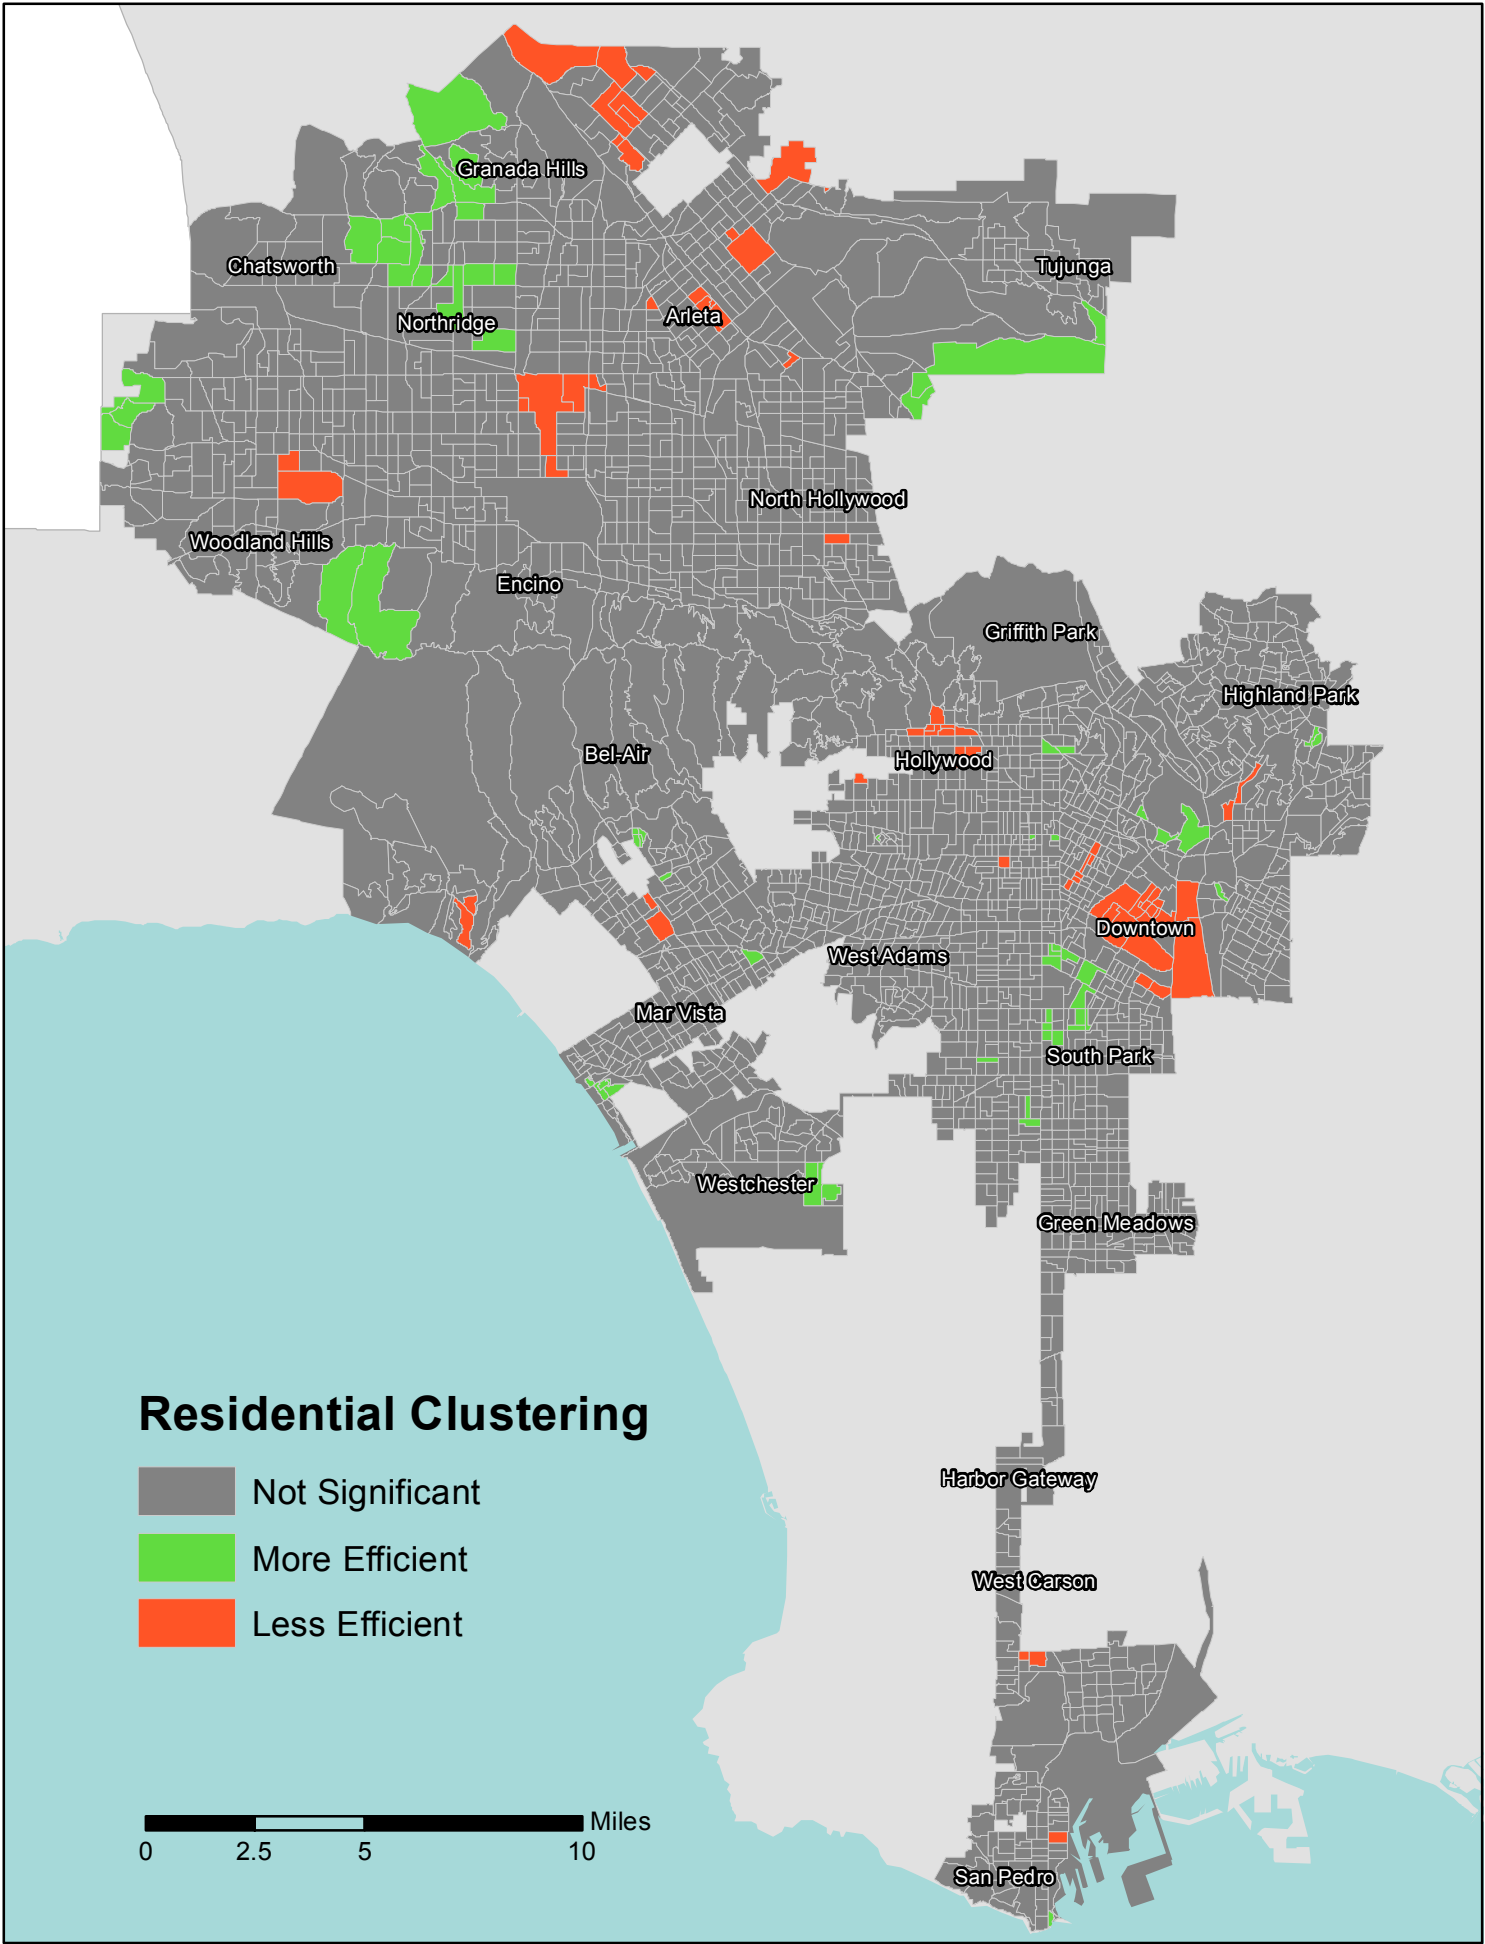 Granada Hills
Chatsworth
Tujunga
Northridge
Arleta
North Hollywood
Woodland Hills
Encino
Griffith Park
Highland Park
Bel-Air
Hollywood
Downtown
West Adams
Mar Vista
South Park
Westchester
Green Meadows
Residential Clustering
Not Significant
More Efficient
Less Efficient
Harbor Gateway
West Carson
Miles
0 2.5 5 10
San Pedro